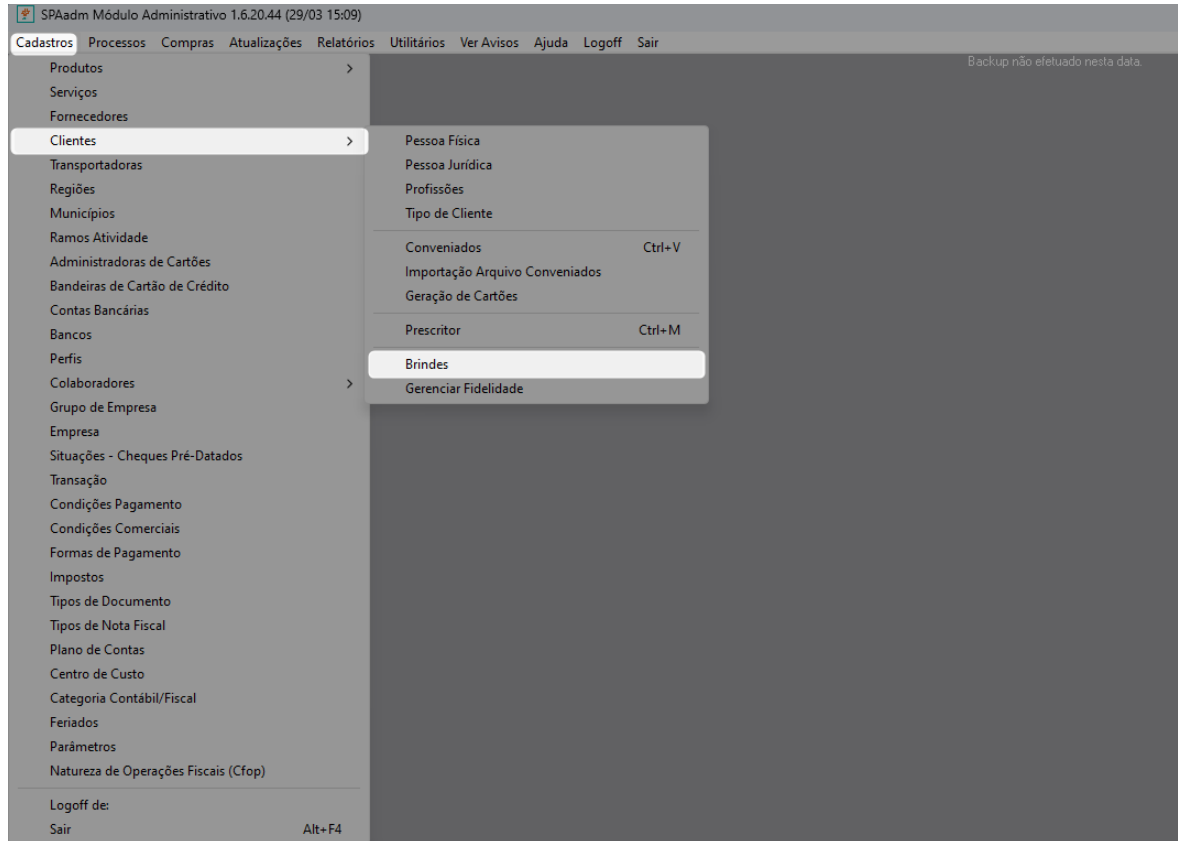 SPAadm Módulo Administrativo 1.6.20.44 (29/03 15:09)
Cadastros Processos Compras Atualizações Relatórios Utilitários Ver Avisos Ajuda Logoff Sair
Backup não efetuado nesta data.
Produtos
Serviços
Fornecedores
Clientes
Transportadoras
Regiões
Municípios
Ramos Atividade
Administradoras de Cartões
Bandeiras de Cartão de Crédito
Contas Bancárias
Bancos
Perfis
Colaboradores
Grupo de Empresa
Empresa
Situações - Cheques Pré-Datados
Transação
Condições Pagamento
Condições Comerciais
Formas de Pagamento
Impostos
Tipos de Documento
Tipos de Nota Fiscal
Plano de Contas
Centro de Custo
Categoria Contábil/Fiscal
Feriados
Parâmetros
Natureza de Operações Fiscais (Cfop)
Logoff de:
Sair Alt+F4
Pessoa Física
Pessoa Jurídica
Profissões
Tipo de Cliente
Conveniados Ctrl+V
Importação Arquivo Conveniados
Geração de Cartões
Prescritor Ctrl+M
Brindes
Gerenciar Fidelidade